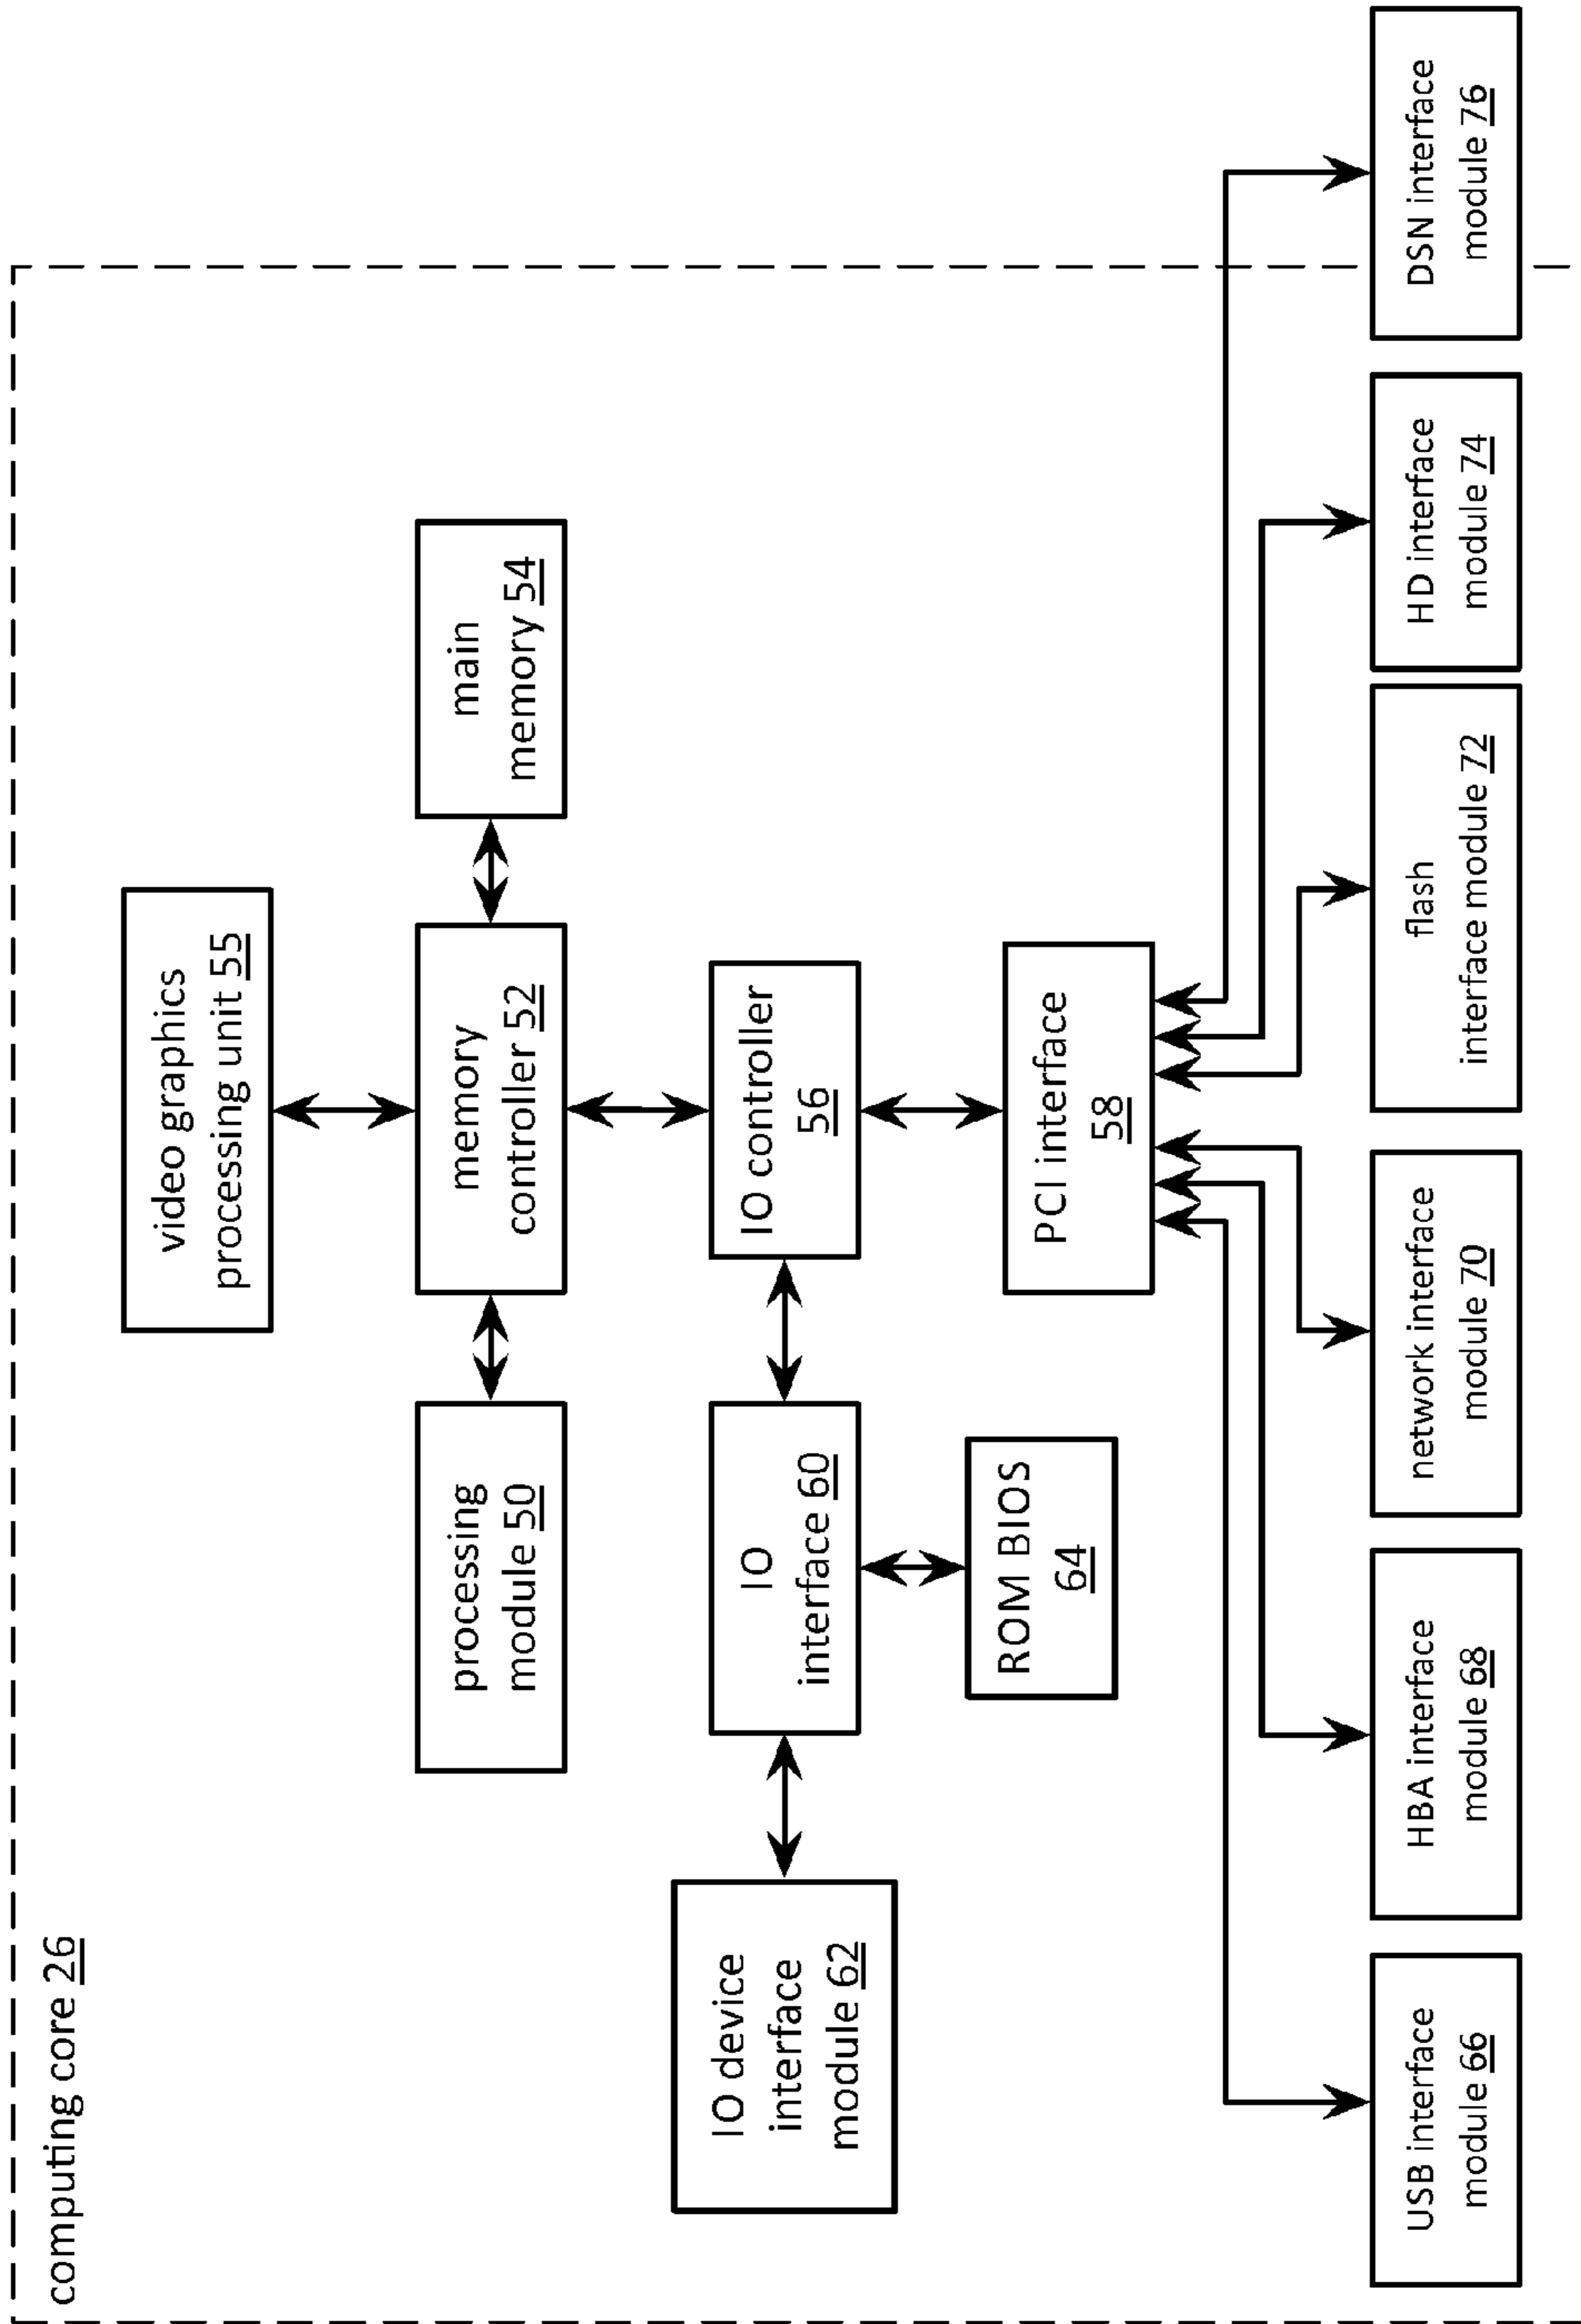 computing core 26
video graphics
processing unit 55
processing
module 50
memory
controller 52
main
memory 54
IO device
interface
module 62
IO
interface 60
IO controller
56
ROM BIOS
64
PCI interface
58
USB interface
module 66
HBA interface
module 68
network interface
module 70
flash
interface module 72
HD interface
module 74
DSN interface
module 76